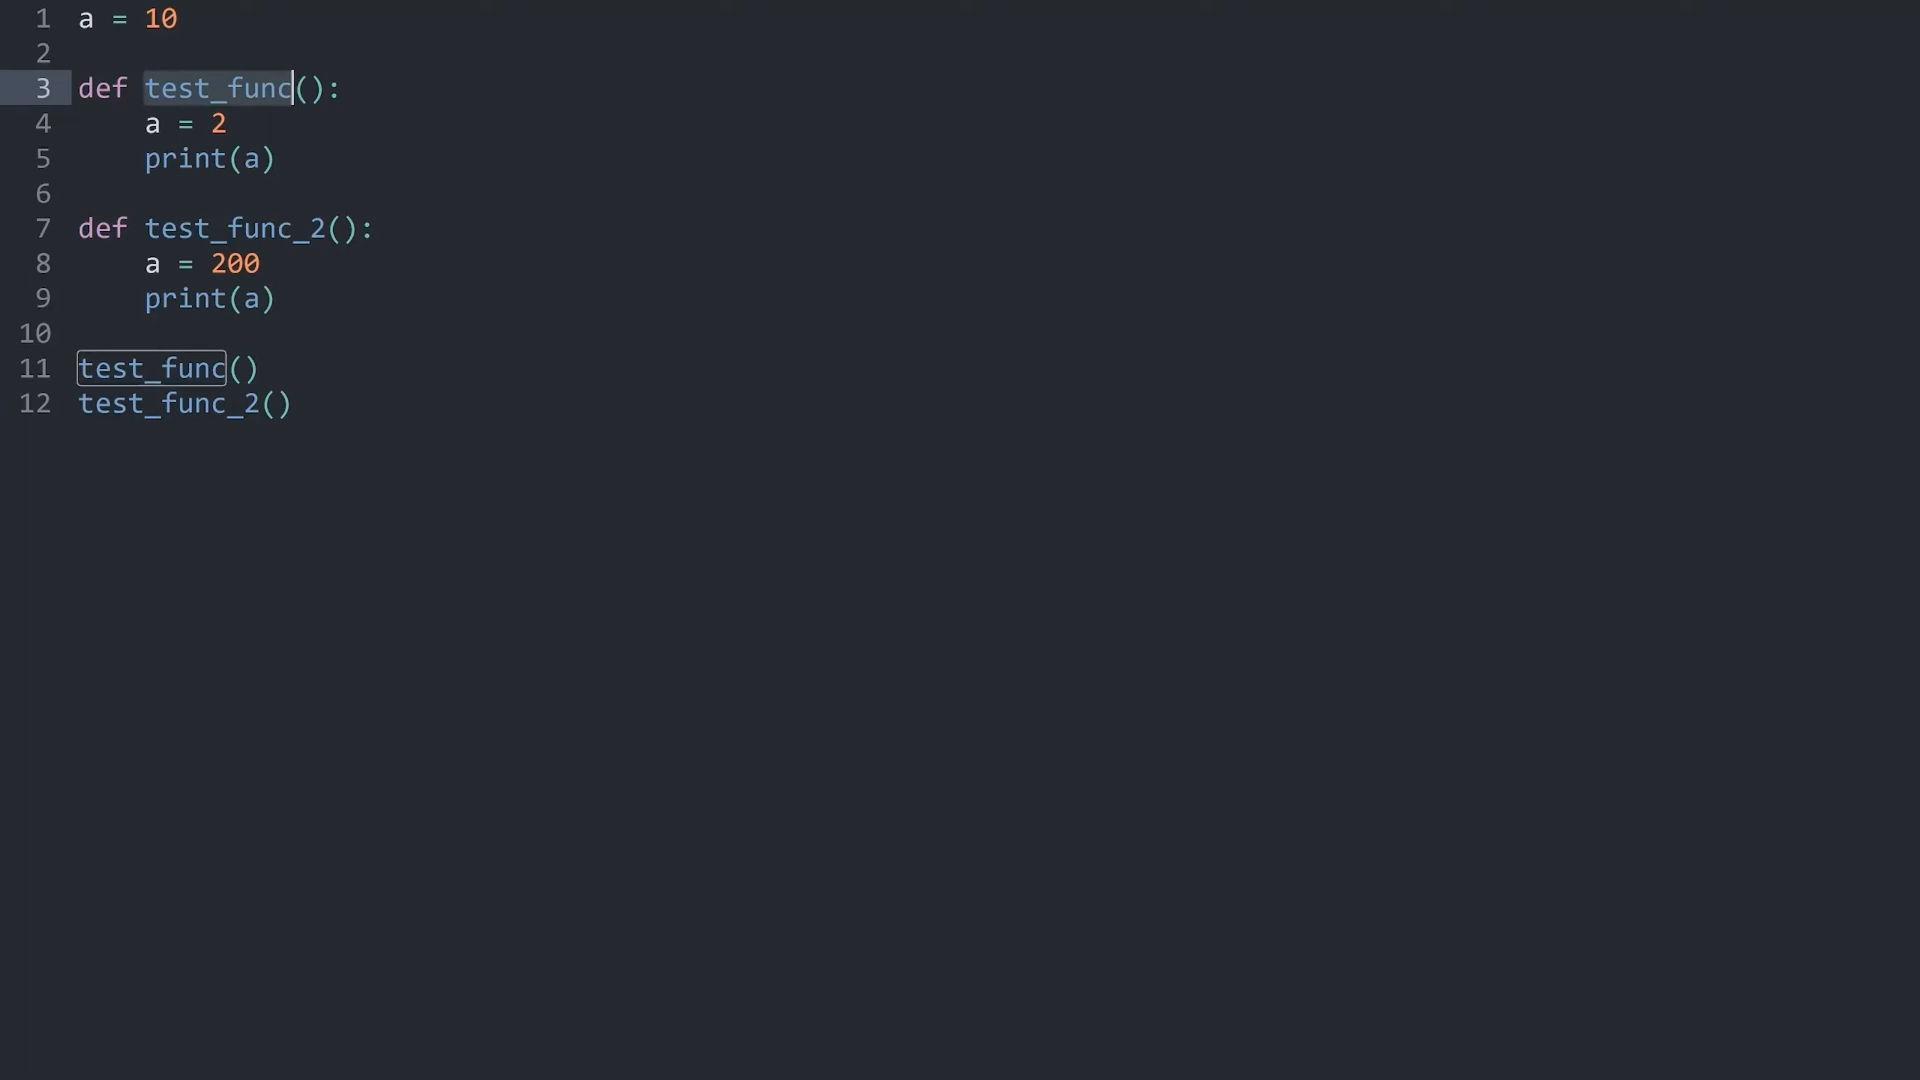 1 a = 10
2
3 def test_func():
4     a = 2
5     print(a)
6
7 def test_func_2():
8     a = 200
9     print(a)
10
11 test_func()
12 test_func_2()